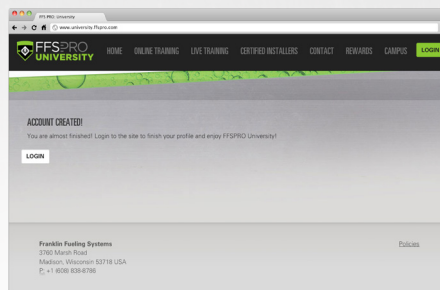 FFS PRO University
www.university.ffspro.com
FFSPRO
UNIVERSITY
HOME ONLINE TRAINING LIVE TRAINING CERTIFIED INSTALLERS CONTACT REWARDS CAMPUS LOGIN
ACCOUNT CREATED!
You are almost finished! Login to the site to finish your profile and enjoy FFSPRO University!
LOGIN
Franklin Fueling Systems
Policies
3760 Marsh Road
Madison, Wisconsin 53718 USA
P: +1 (608) 838-8786